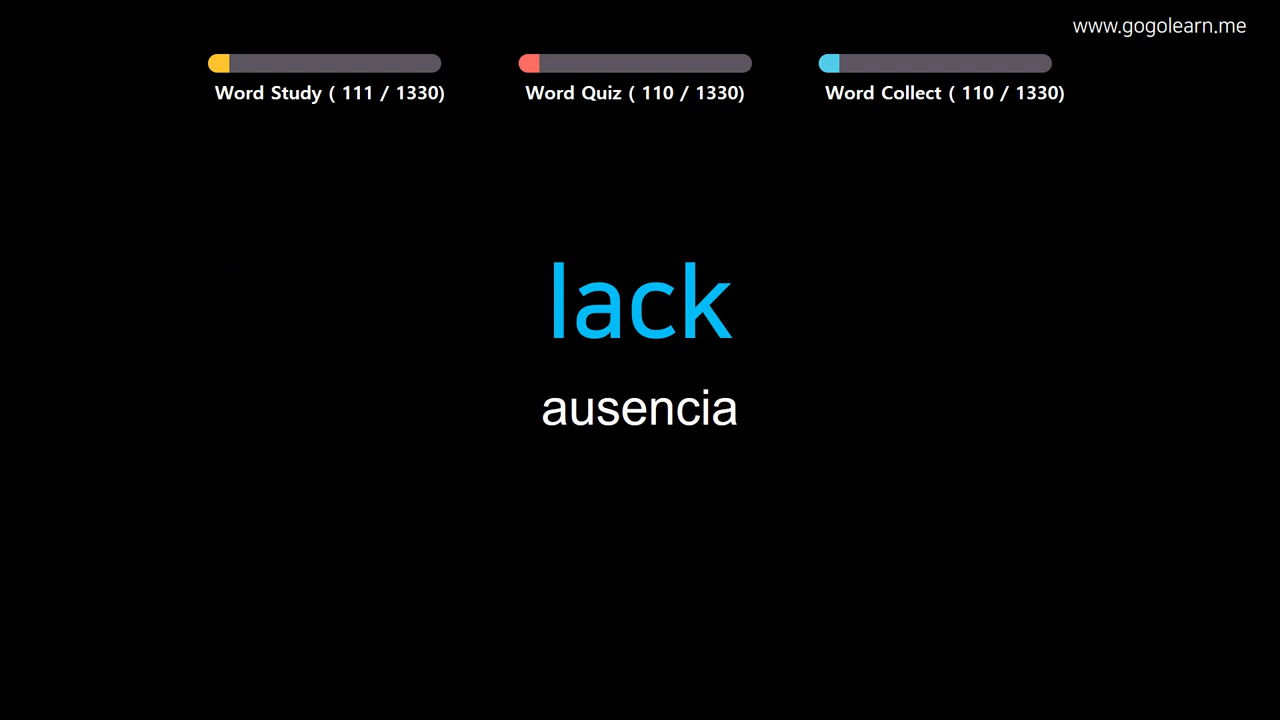 www.gogolearn.me
Word Study ( 111 / 1330)
Word Quiz ( 110 / 1330)
Word Collect ( 110 / 1330)
lack
ausencia